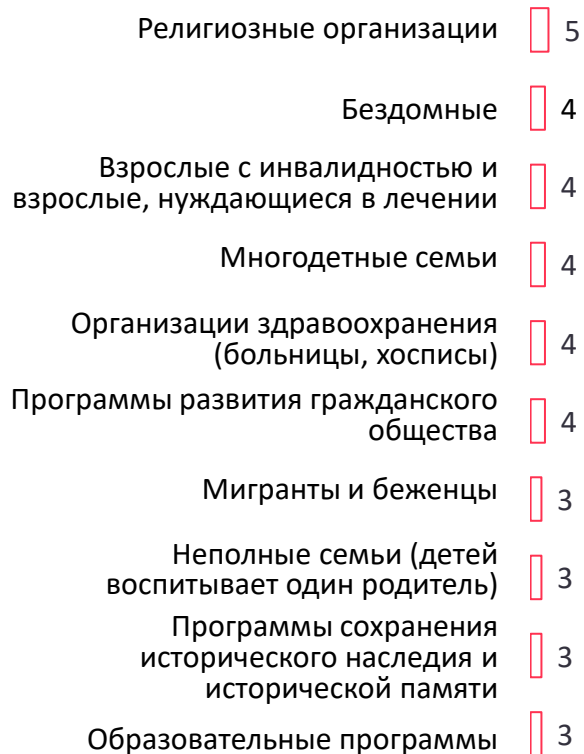 Религиозные организации 5
Бездомные 4
Взрослые с инвалидностью и
взрослые, нуждающиеся в лечении 4
Многодетные семьи 4
Организации здравоохранения
(больницы, хосписы) 4
Программы развития гражданского
общества 4
Мигранты и беженцы 3
Неполные семьи (детей
воспитывает один родитель) 3
Программы сохранения
исторического наследия и
исторической памяти 3
Образовательные программы 3